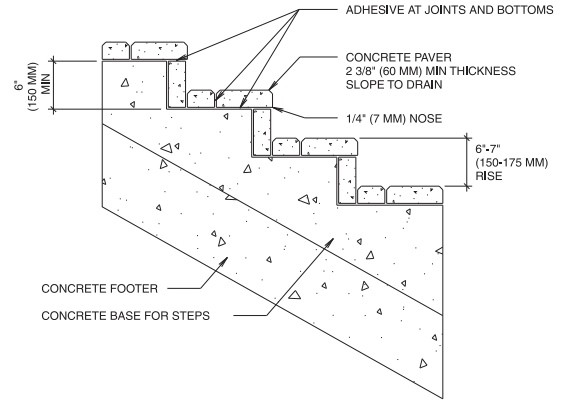 ADHESIVE AT JOINTS AND BOTTOMS
6"
(150 MM)
MIN
CONCRETE PAVER
2 3/8" (60 MM) MIN THICKNESS
SLOPE TO DRAIN
1/4" (7 MM) NOSE
6"-7"
(150-175 MM)
RISE
CONCRETE FOOTER
CONCRETE BASE FOR STEPS